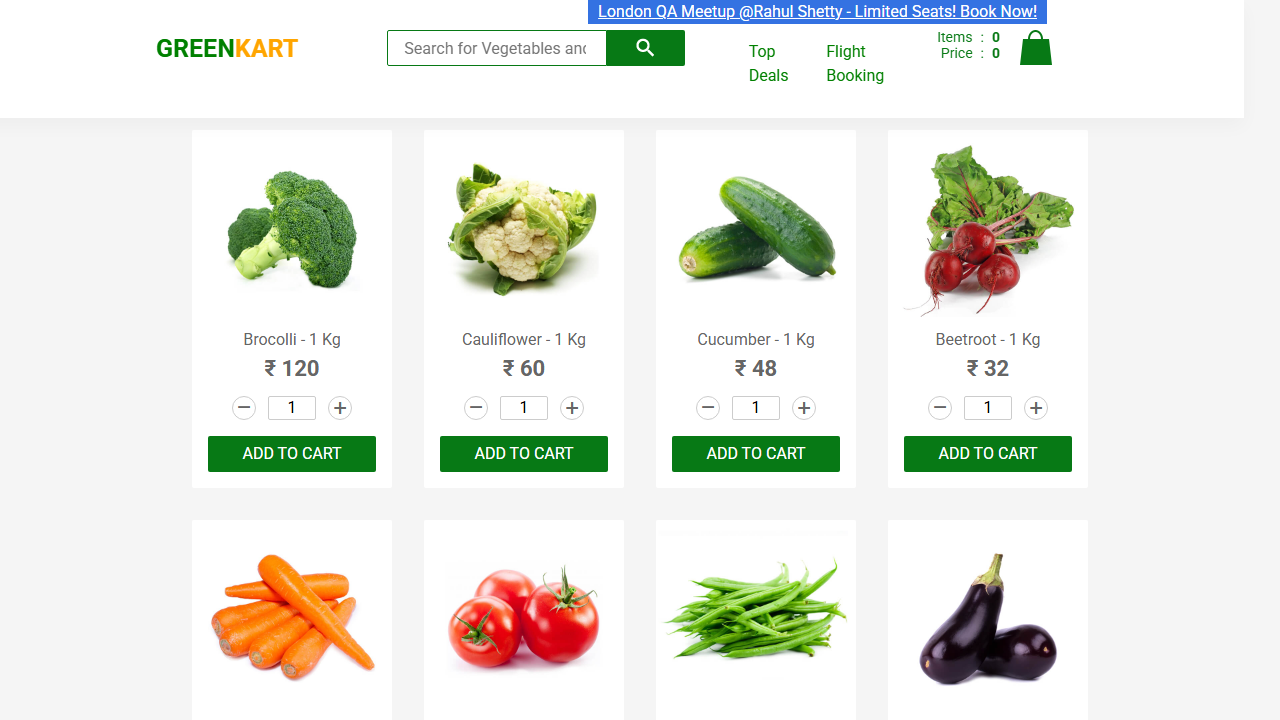 London QA Meetup @Rahul Shetty - Limited Seats! Book Now!
GREENKART
Search for Vegetables and
Top
Deals
Flight
Booking
Items : 0
Price : 0
Brocolli - 1 Kg
₹ 120
1
ADD TO CART
Cauliflower - 1 Kg
₹ 60
1
ADD TO CART
Cucumber - 1 Kg
₹ 48
1
ADD TO CART
Beetroot - 1 Kg
₹ 32
1
ADD TO CART